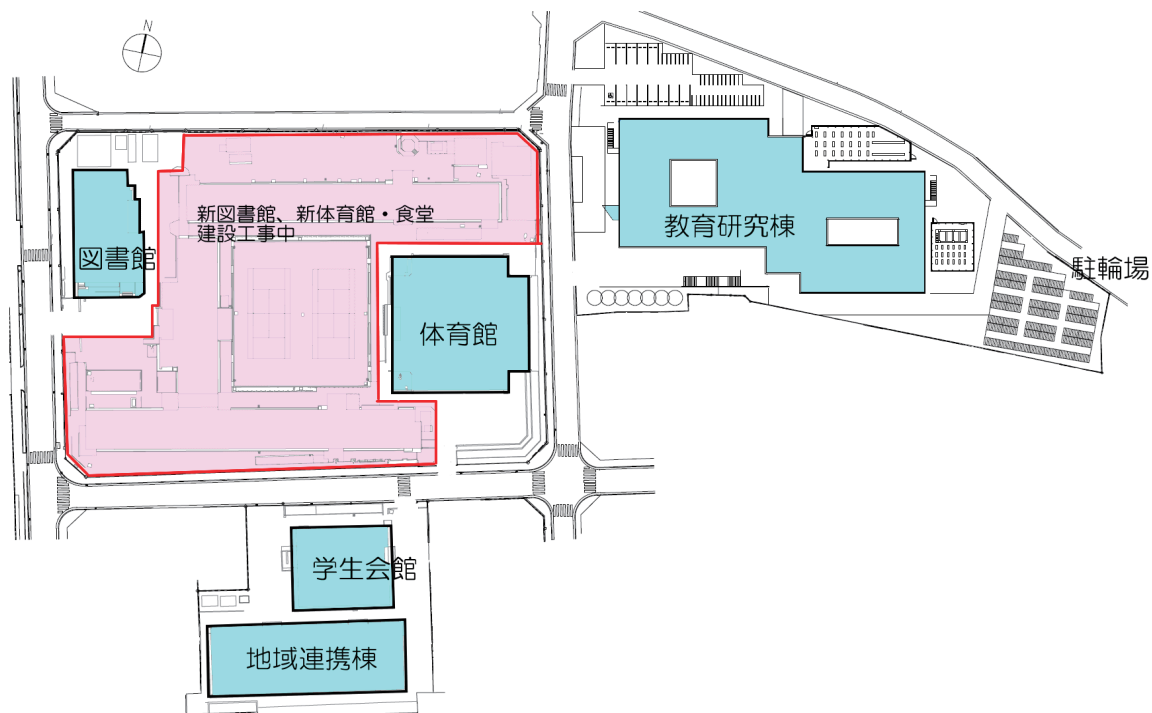 N
新図書館、新体育館・食堂
建設工事中
図書館
教育研究棟
駐輪場
体育館
学生会館
地域連携棟